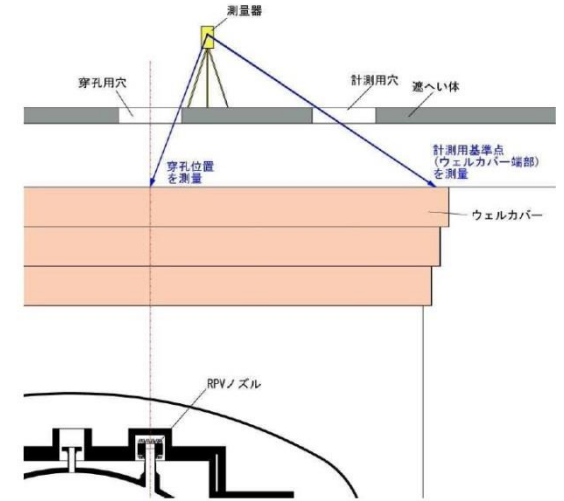 測量器
穿孔用穴
計測用穴
遮へい体
穿孔位置
を測量
計測用基準点
(ウェルカバー端部)
を測量
ウェルカバー
RPVノズル